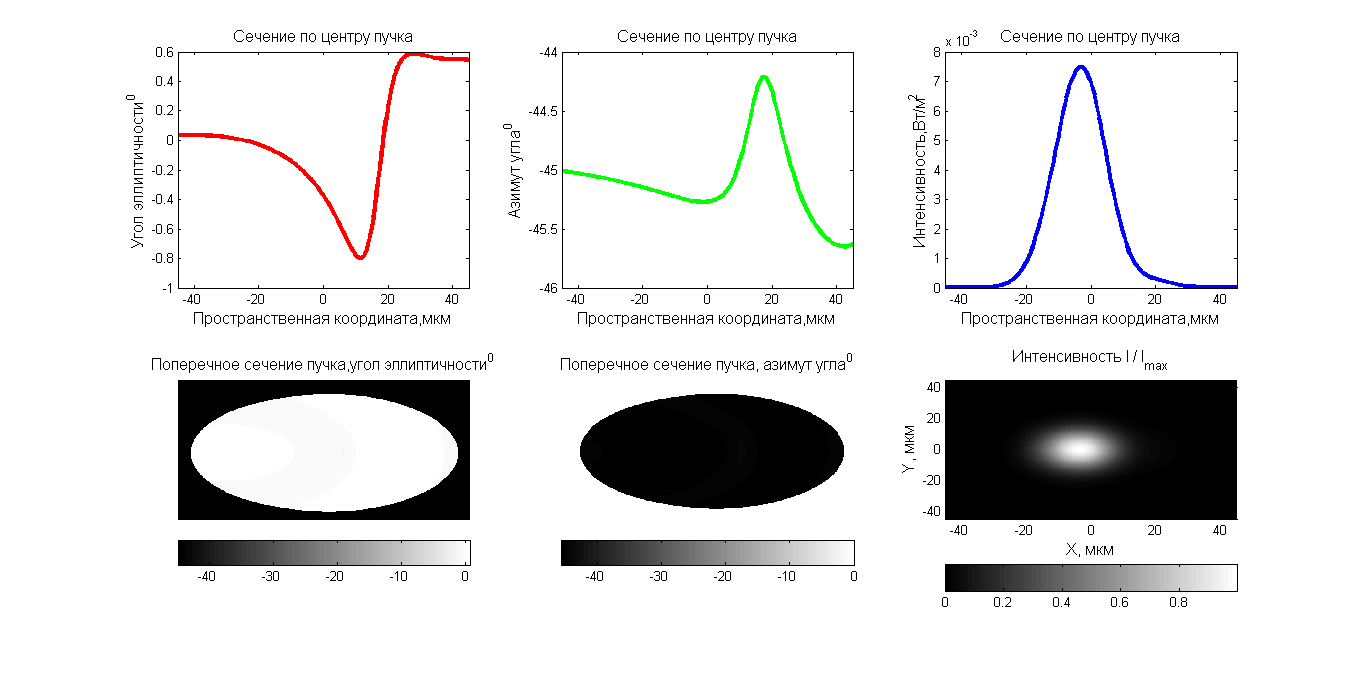 Сечение по центру пучка
Угол эллиптичности⁰
0.6
0.4
0.2
0
-0.2
-0.4
-0.6
-0.8
-1
-40 -20 0 20 40
Пространственная координата,мкм
Сечение по центру пучка
Азимут угла⁰
-44
-44.5
-45
-45.5
-46
-40 -20 0 20 40
Пространственная координата,мкм
Сечение по центру пучка
x 10⁻³
Интенсивность,Вт/м²
8
7
6
5
4
3
2
1
0
-40 -20 0 20 40
Пространственная координата,мкм
Поперечное сечение пучка,угол эллиптичности⁰
-40 -30 -20 -10 0
Поперечное сечение пучка, азимут угла⁰
-40 -30 -20 -10 0
Интенсивность I / Imax
Y, мкм
40
20
0
-20
-40
-40 -20 0 20 40
X, мкм
0 0.2 0.4 0.6 0.8